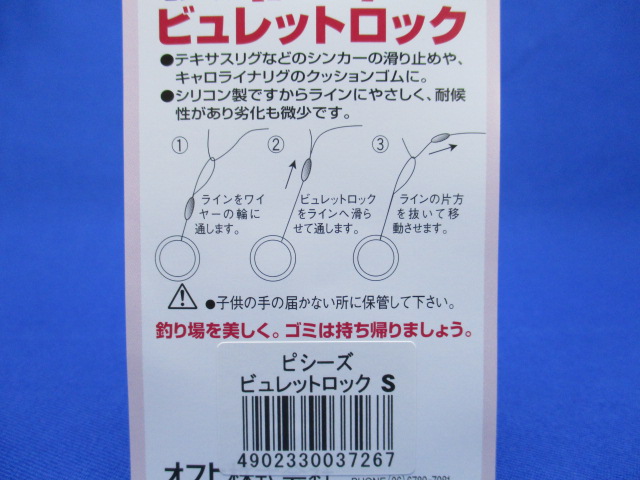 ビュレットロック
●テキサスリグなどのシンカーの滑り止めや、
キャロライナリグのクッションゴムに。
●シリコン製ですからラインにやさしく、耐候
性があり劣化も微少です。
①
②
③
ラインをワイ
ヤーの輪に
通します。
ビュレットロック
をラインへ滑ら
せて通します。
ラインの片方
を抜いて移
動させます。
●子供の手の届かない所に保管して下さい。
釣り場を美しく。ゴミは持ち帰りましょう。
ピシーズ
ビュレットロック S
4902330037267
オフト